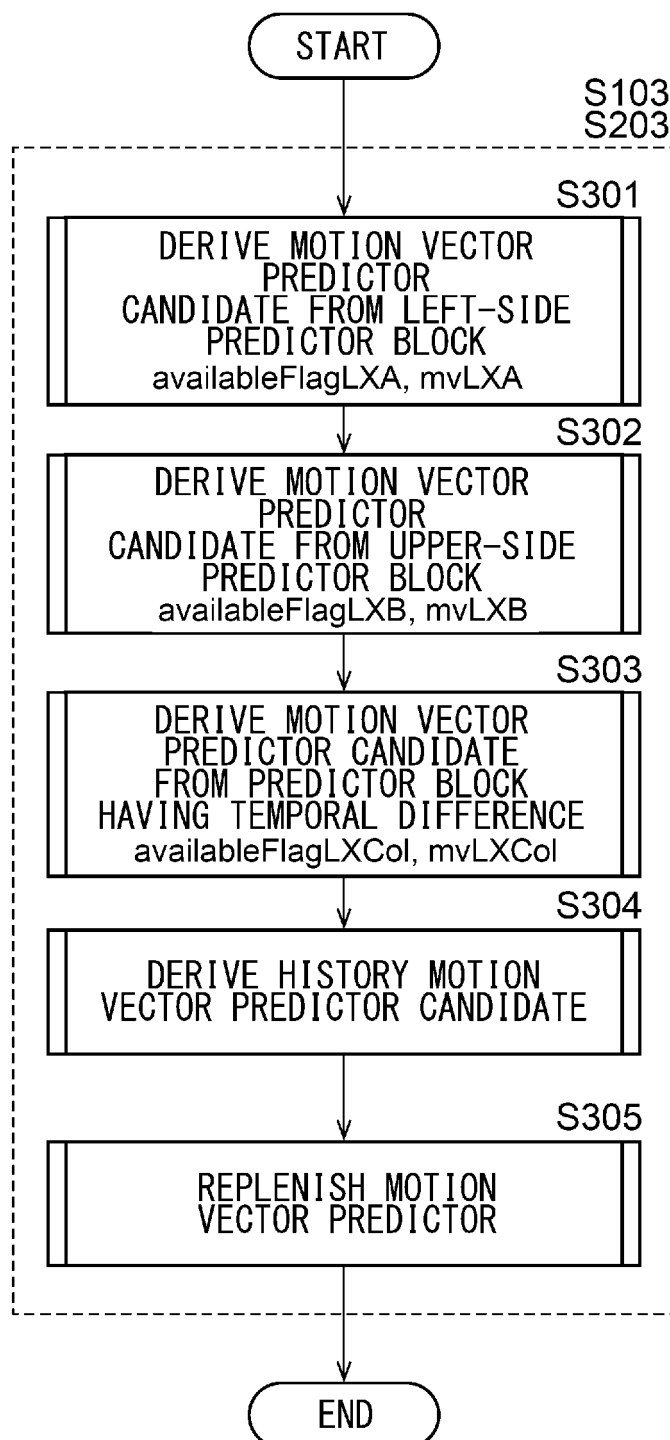 START
S103
S203
S301
DERIVE MOTION VECTOR
PREDICTOR
CANDIDATE FROM LEFT-SIDE
PREDICTOR BLOCK
availableFlagLXA, mvLXA
S302
DERIVE MOTION VECTOR
PREDICTOR
CANDIDATE FROM UPPER-SIDE
PREDICTOR BLOCK
availableFlagLXB, mvLXB
S303
DERIVE MOTION VECTOR
PREDICTOR CANDIDATE
FROM PREDICTOR BLOCK
HAVING TEMPORAL DIFFERENCE
availableFlagLXCol, mvLXCol
S304
DERIVE HISTORY MOTION
VECTOR PREDICTOR CANDIDATE
S305
REPLENISH MOTION
VECTOR PREDICTOR
END